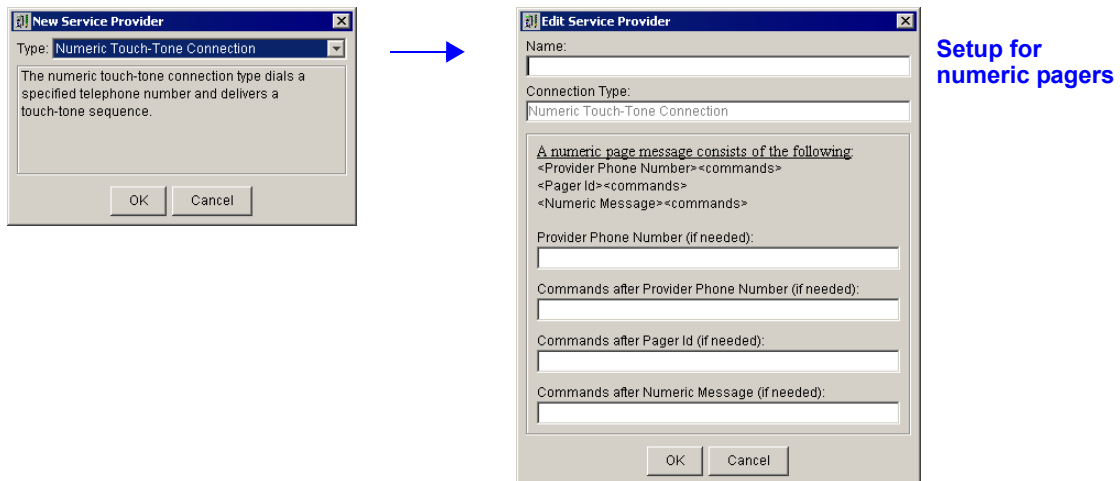 New Service Provider
Type: Numeric Touch-Tone Connection
The numeric touch-tone connection type dials a
specified telephone number and delivers a
touch-tone sequence.
OK Cancel
Edit Service Provider
Name:
Connection Type:
Numeric Touch-Tone Connection
A numeric page message consists of the following:
<Provider Phone Number><commands>
<Pager Id><commands>
<Numeric Message><commands>
Provider Phone Number (if needed):
Commands after Provider Phone Number (if needed):
Commands after Pager Id (if needed):
Commands after Numeric Message (if needed):
OK Cancel
Setup for
numeric pagers